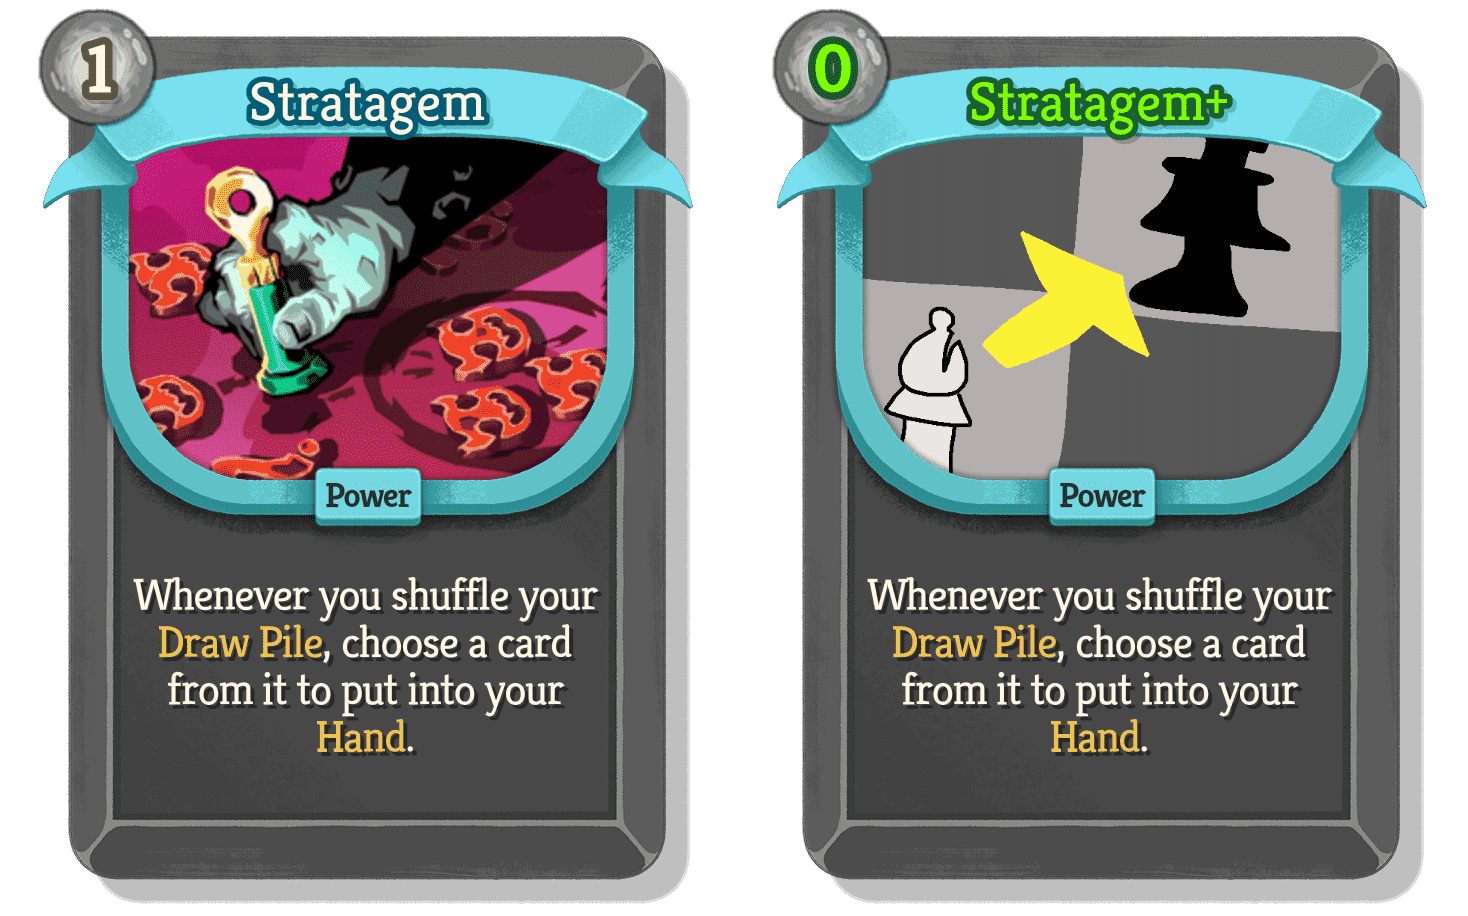 1
Stratagem
Power
Whenever you shuffle your
Draw Pile, choose a card
from it to put into your
Hand.
0
Stratagem+
Power
Whenever you shuffle your
Draw Pile, choose a card
from it to put into your
Hand.